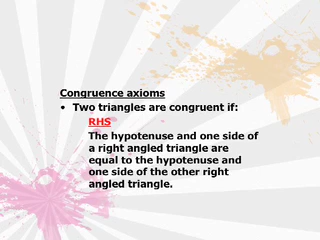 Congruence axioms
• Two triangles are congruent if:
RHS
The hypotenuse and one side of
a right angled triangle are
equal to the hypotenuse and
one side of the other right
angled triangle.